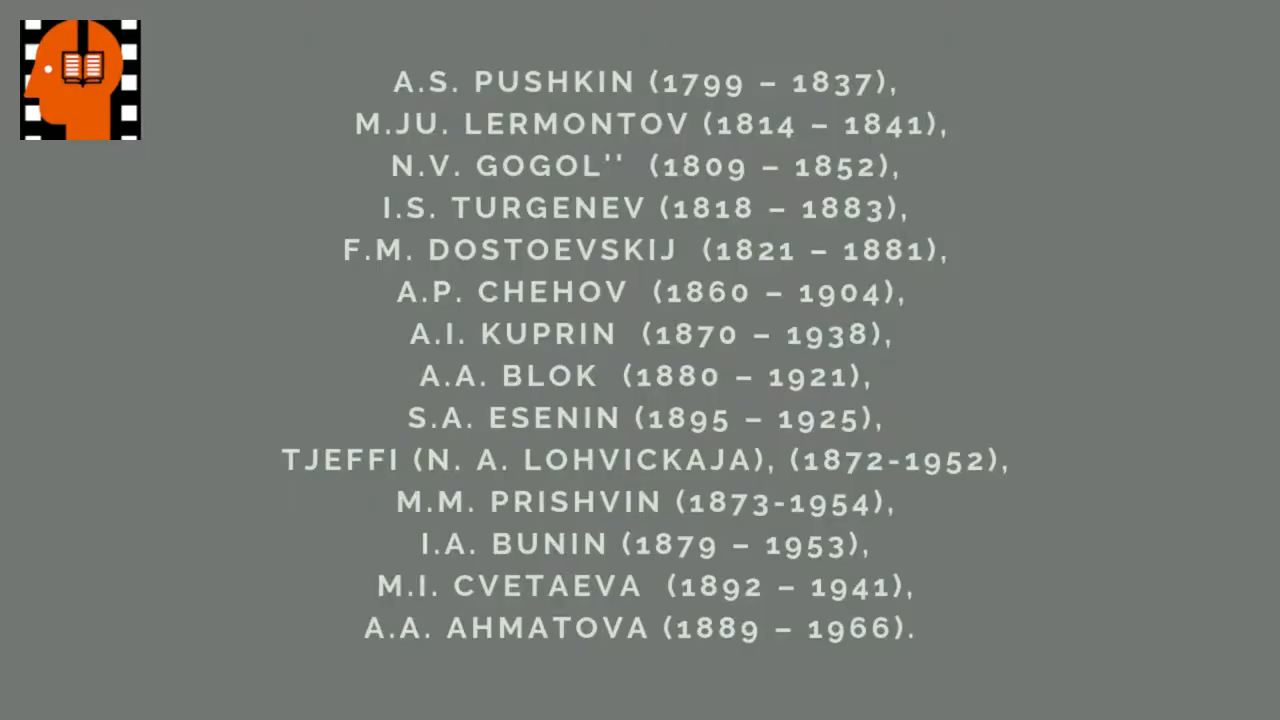 A.S. PUSHKIN (1799 – 1837),
M.JU. LERMONTOV (1814 – 1841),
N.V. GOGOL'' (1809 – 1852),
I.S. TURGENEV (1818 – 1883),
F.M. DOSTOEVSKIJ (1821 – 1881),
A.P. CHEHOV (1860 – 1904),
A.I. KUPRIN (1870 – 1938),
A.A. BLOK (1880 – 1921),
S.A. ESENIN (1895 – 1925),
TJEFFI (N. A. LOHVICKAJA), (1872-1952),
M.M. PRISHVIN (1873-1954),
I.A. BUNIN (1879 – 1953),
M.I. CVETAEVA (1892 – 1941),
A.A. AHMATOVA (1889 – 1966).